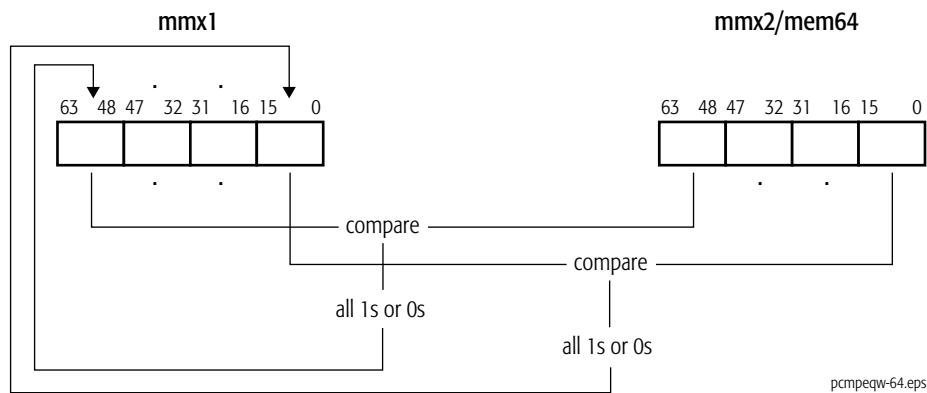 mmx1 mmx2/mem64
. . 
63 48 47 32 31 16 15 0 63 48 47 32 31 16 15 0
. . . .
compare
compare
all 1s or 0s
all 1s or 0s
pcmpeqw-64.eps